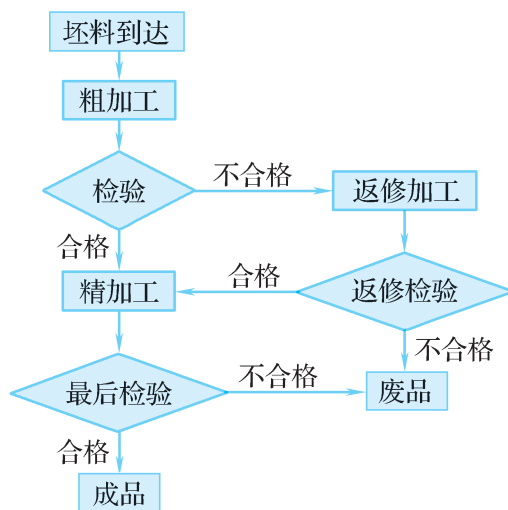 坯料到达
粗加工
检验
不合格
返修加工
合格
精加工
合格
返修检验
不合格
最后检验
不合格
废品
合格
成品